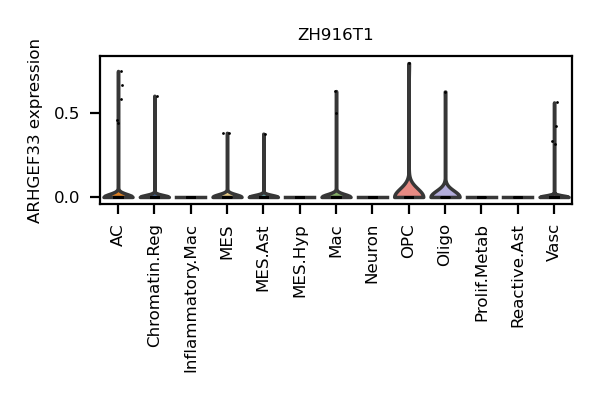 ZH916T1
ARHGEF33 expression
0.5
0.0
AC
Chromatin.Reg
Inflammatory.Mac
MES
MES.Ast
MES.Hyp
Mac
Neuron
OPC
Oligo
Prolif.Metab
Reactive.Ast
Vasc